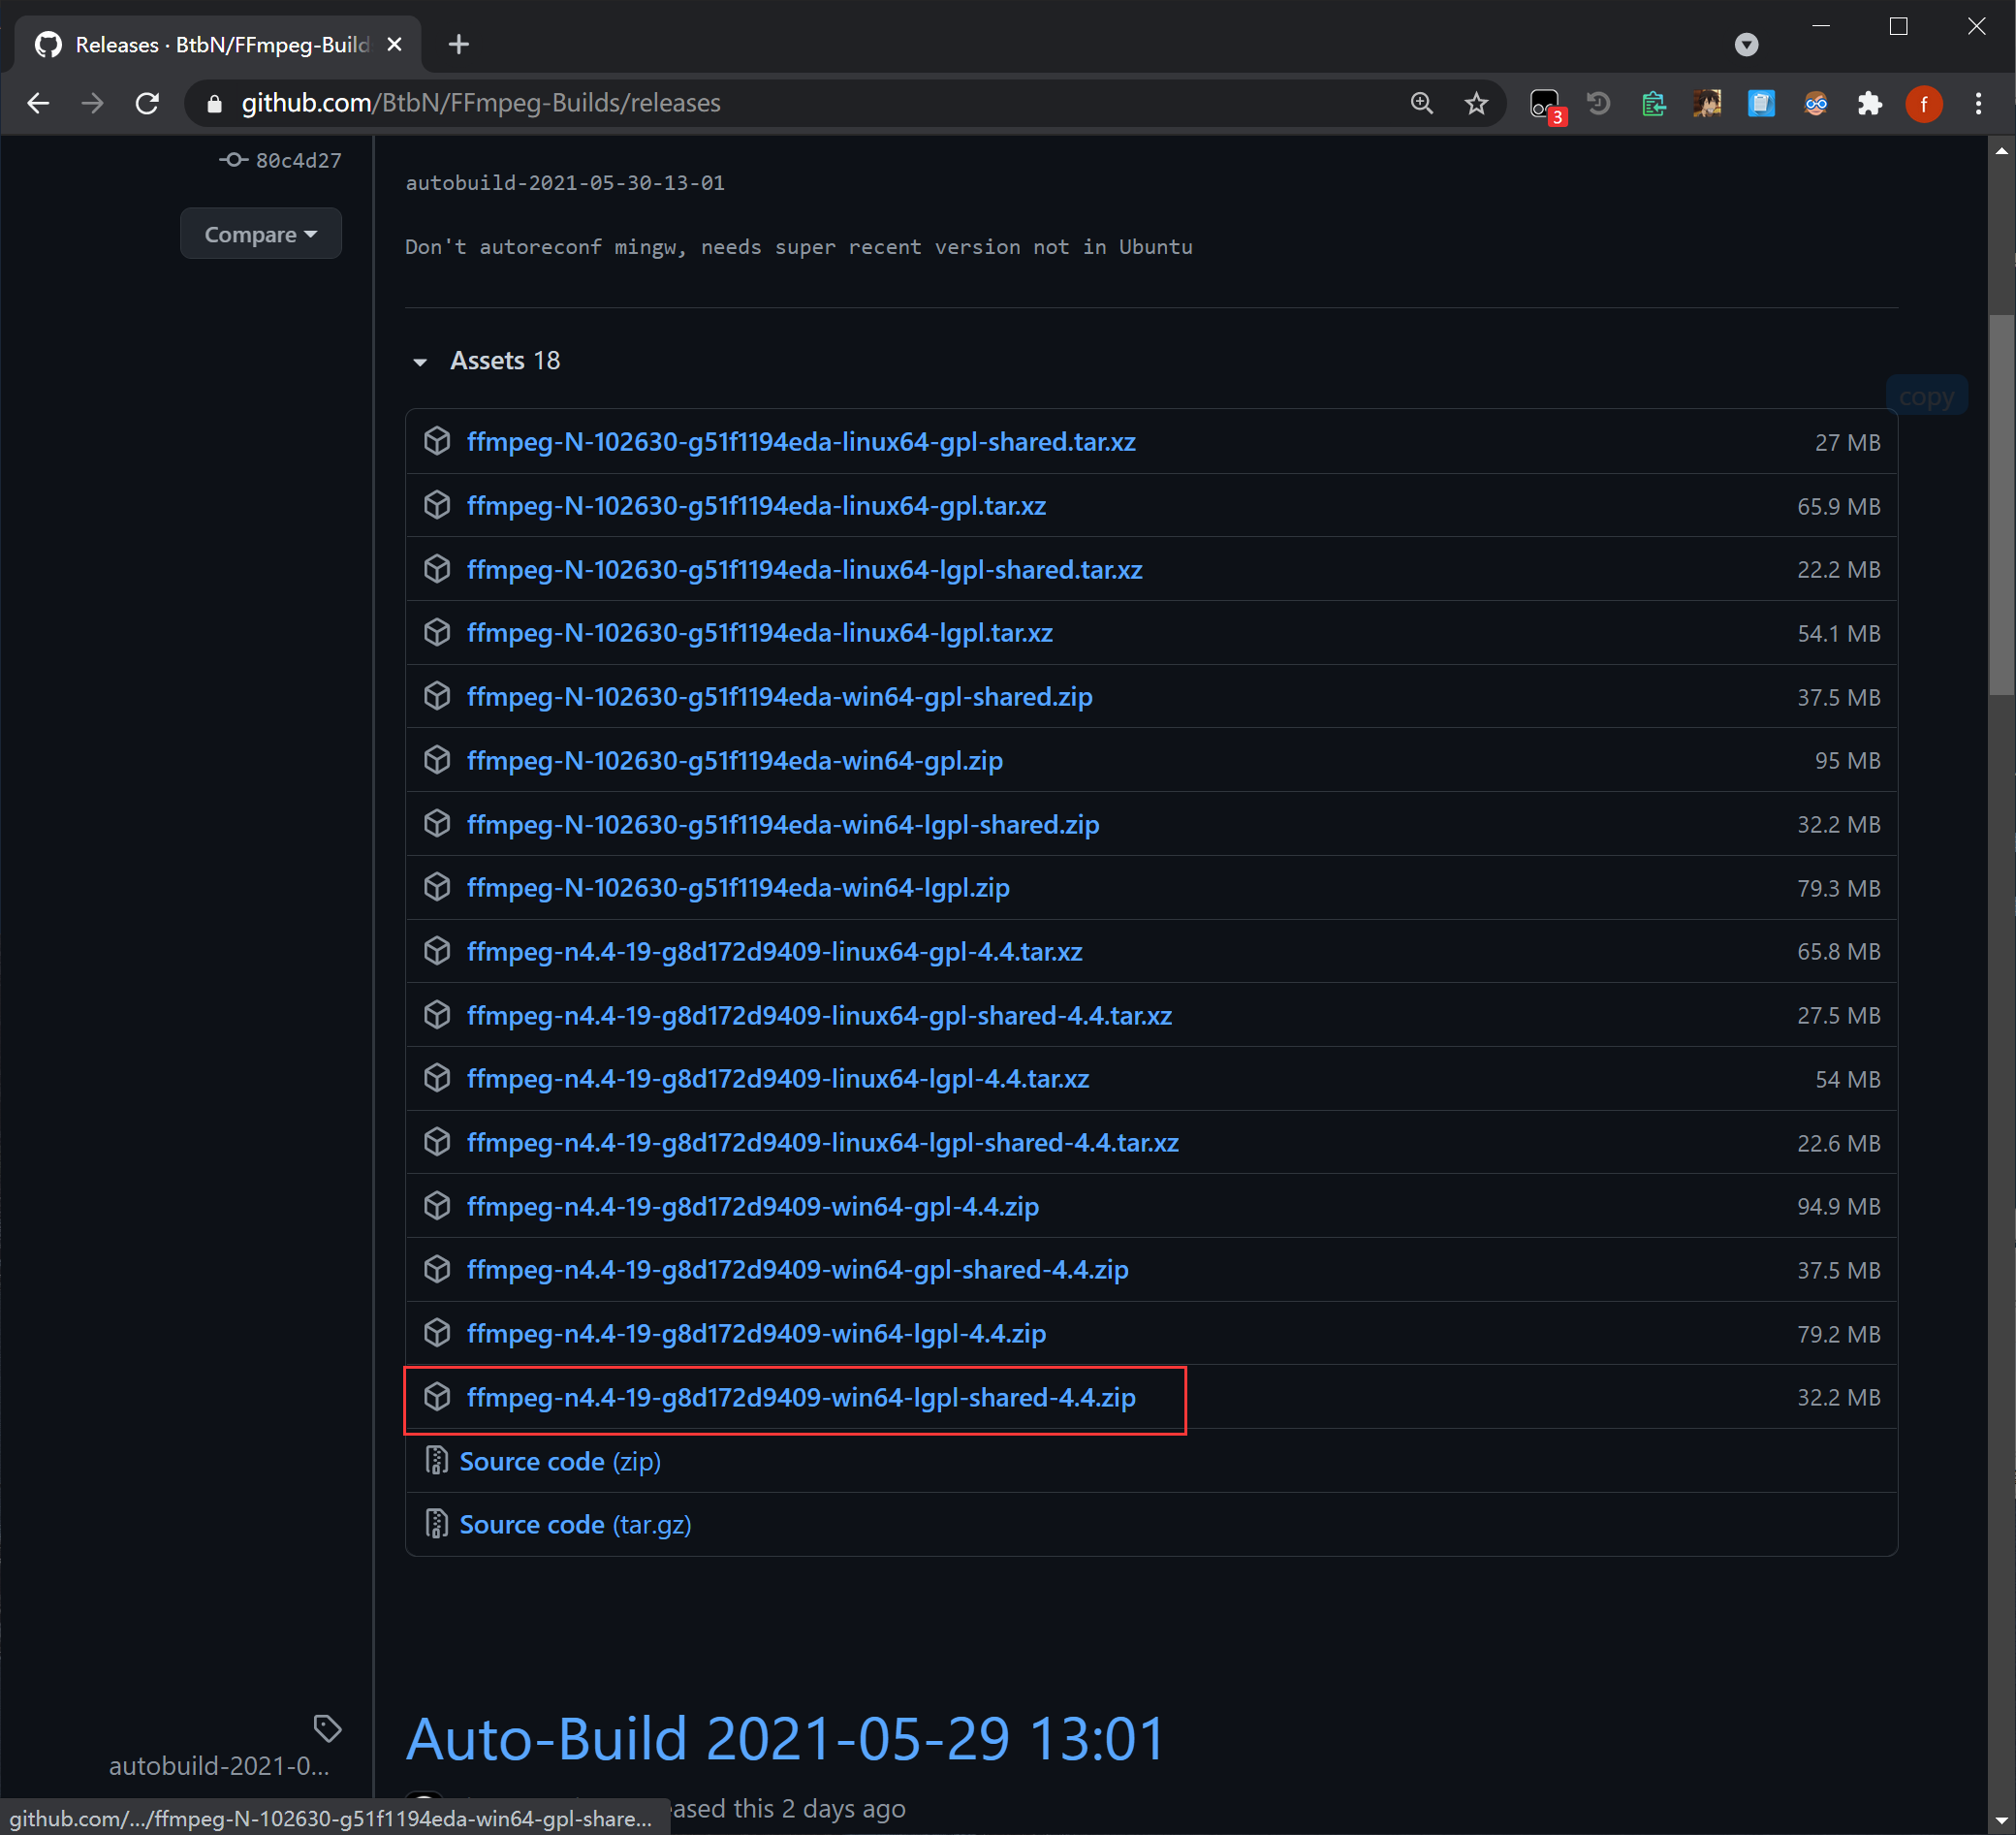 Releases · BtbN/FFmpeg-Build
github.com/BtbN/FFmpeg-Builds/releases
3
f
80c4d27
Compare
autobuild-2021-05-30-13-01
Don't autoreconf mingw, needs super recent version not in Ubuntu
Assets 18
copy
ffmpeg-N-102630-g51f1194eda-linux64-gpl-shared.tar.xz 27 MB
ffmpeg-N-102630-g51f1194eda-linux64-gpl.tar.xz 65.9 MB
ffmpeg-N-102630-g51f1194eda-linux64-lgpl-shared.tar.xz 22.2 MB
ffmpeg-N-102630-g51f1194eda-linux64-lgpl.tar.xz 54.1 MB
ffmpeg-N-102630-g51f1194eda-win64-gpl-shared.zip 37.5 MB
ffmpeg-N-102630-g51f1194eda-win64-gpl.zip 95 MB
ffmpeg-N-102630-g51f1194eda-win64-lgpl-shared.zip 32.2 MB
ffmpeg-N-102630-g51f1194eda-win64-lgpl.zip 79.3 MB
ffmpeg-n4.4-19-g8d172d9409-linux64-gpl-4.4.tar.xz 65.8 MB
ffmpeg-n4.4-19-g8d172d9409-linux64-gpl-shared-4.4.tar.xz 27.5 MB
ffmpeg-n4.4-19-g8d172d9409-linux64-lgpl-4.4.tar.xz 54 MB
ffmpeg-n4.4-19-g8d172d9409-linux64-lgpl-shared-4.4.tar.xz 22.6 MB
ffmpeg-n4.4-19-g8d172d9409-win64-gpl-4.4.zip 94.9 MB
ffmpeg-n4.4-19-g8d172d9409-win64-gpl-shared-4.4.zip 37.5 MB
ffmpeg-n4.4-19-g8d172d9409-win64-lgpl-4.4.zip 79.2 MB
ffmpeg-n4.4-19-g8d172d9409-win64-lgpl-shared-4.4.zip 32.2 MB
Source code (zip)
Source code (tar.gz)
Auto-Build 2021-05-29 13:01
autobuild-2021-0...
eased this 2 days ago
github.com/.../ffmpeg-N-102630-g51f1194eda-win64-gpl-share...